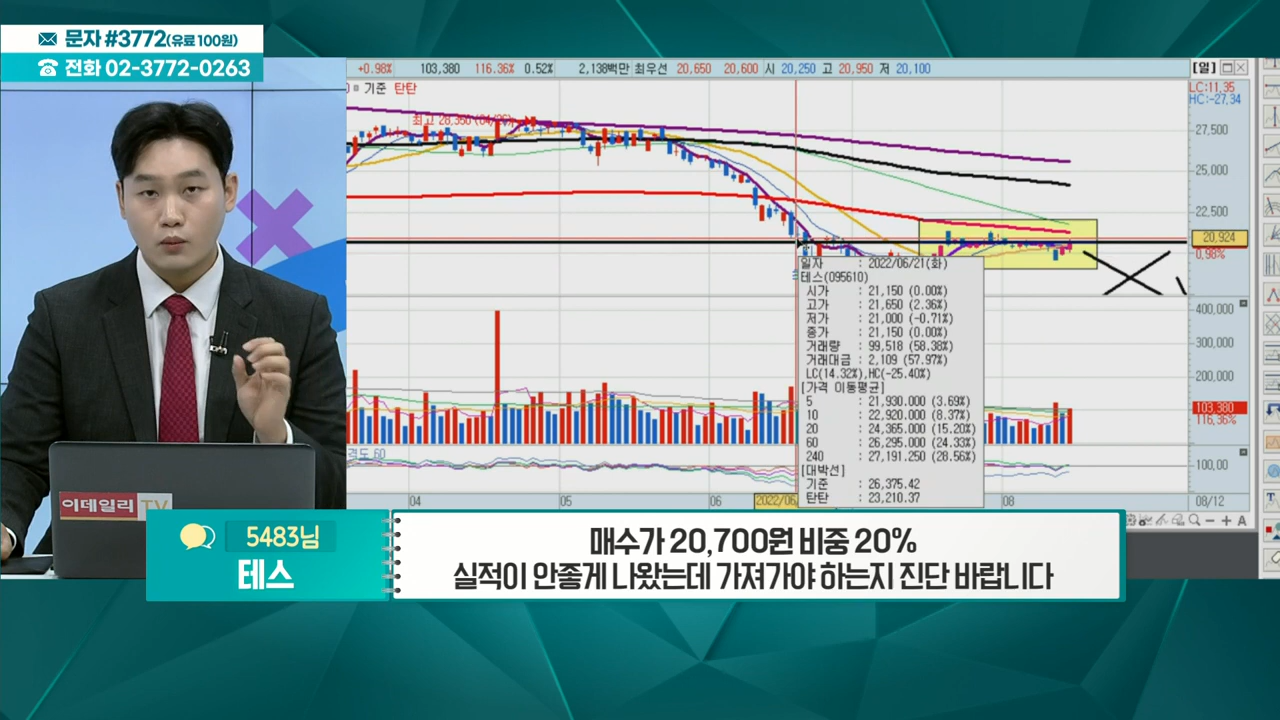 문자 #3772(유료 100원)
전화 02-3772-0263
+0.98% 103,380 116.36% 0.52% 2,138백만 최우선 20,650 20,600 시 20,250 고 20,950 저 20,100
[일]
기준 탄탄
LC:11.35
HC:-27.34
최고 28,350
27,500
25,000
22,500
20,924
0.98%
일자 : 2022/06/21(화)
테스(095610)
시가 : 21,150 (0.00%)
고가 : 21,650 (2.36%)
저가 : 21,000 (-0.71%)
종가 : 21,150 (0.00%)
거래량 : 99,518 (58.38%)
거래대금 : 2,109 (57.97%)
LC(14.32%),HC(-25.40%)
[가격 이동평균]
5 : 21,930.000 (3.69%)
10 : 22,920.000 (8.37%)
20 : 24,365.000 (15.20%)
60 : 26,295.000 (24.33%)
240 : 27,191.250 (28.56%)
[대박선]
기준 : 26,375.42
탄탄 : 23,210.37
400,000
300,000
200,000
103,380
116.36%
격도 60
100.00
04 05 06 2022/06 08 08/12
이데일리 TV
5483님
테스
매수가 20,700원 비중 20%
실적이 안좋게 나왔는데 가져가야 하는지 진단 바랍니다